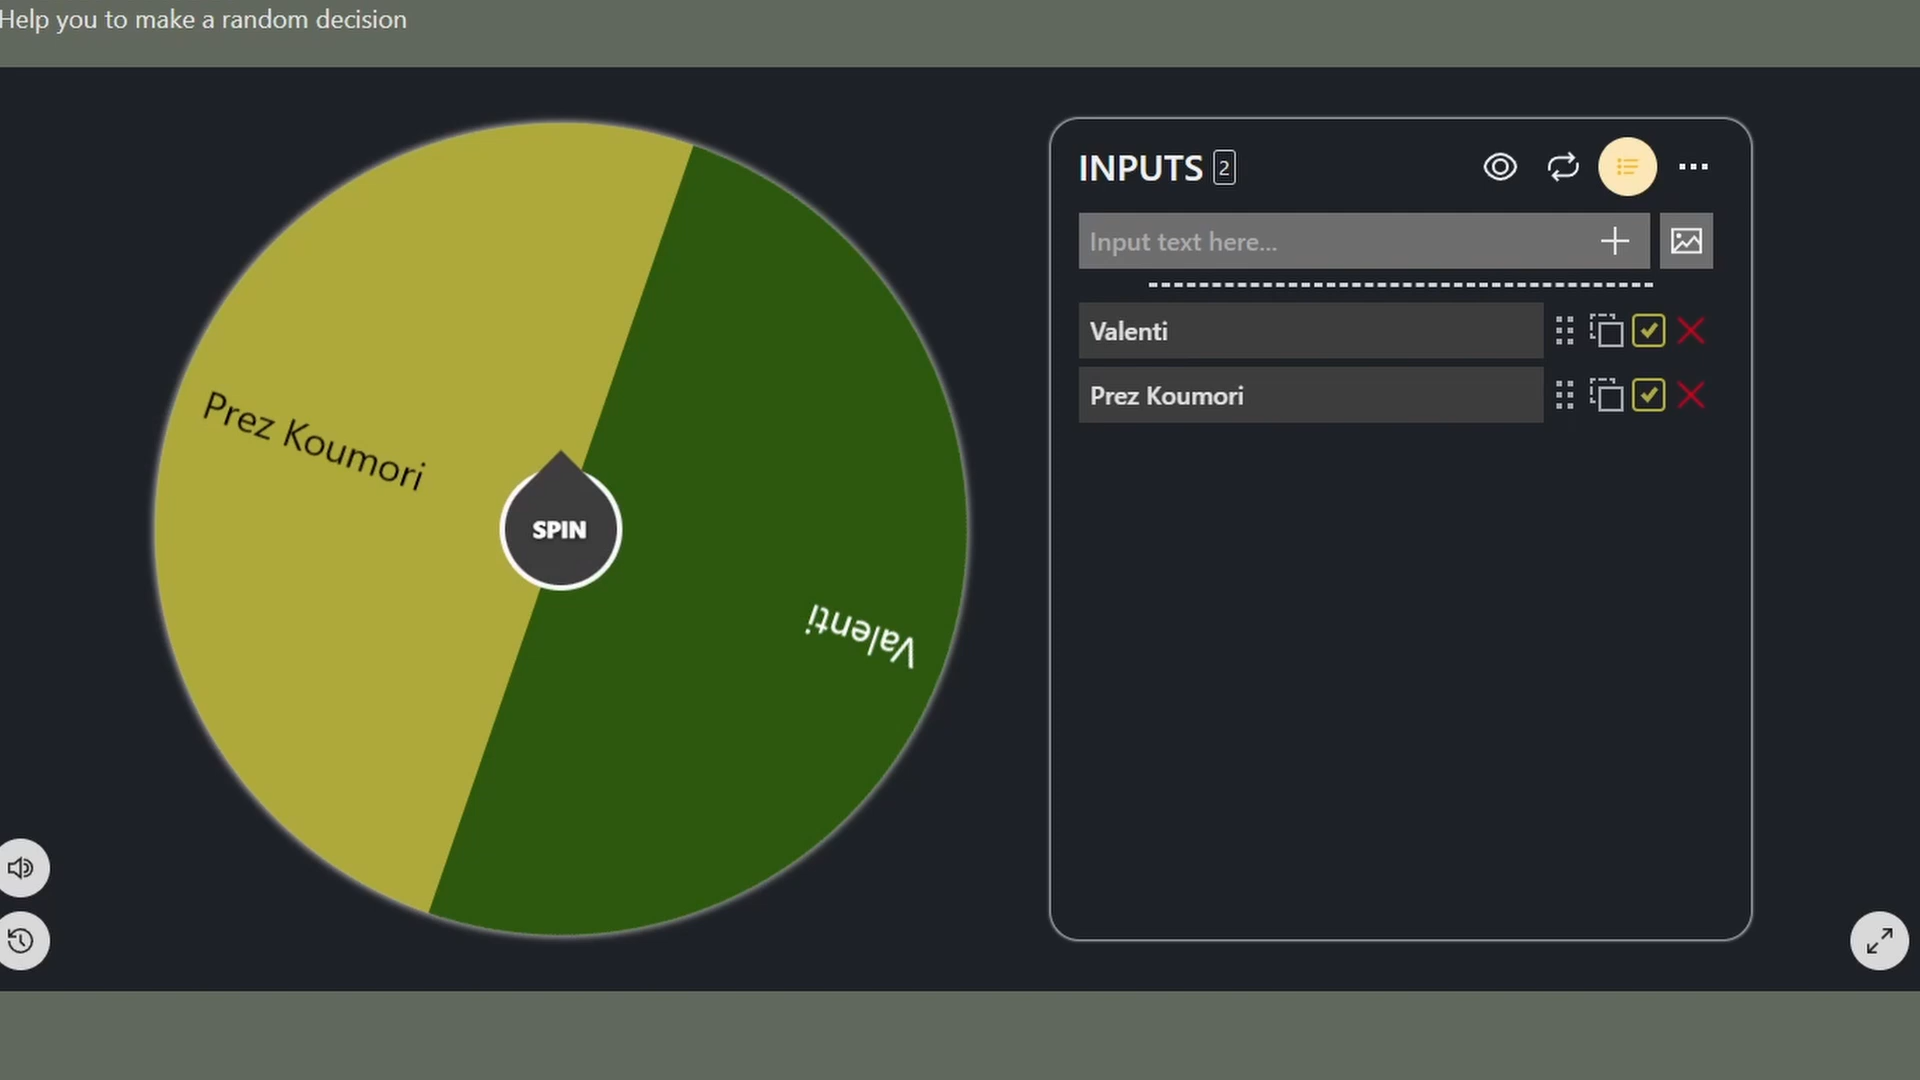 Help you to make a random decision
INPUTS 2
Input text here...
Valenti
Prez Koumori
Prez Koumori
SPIN
Valenti